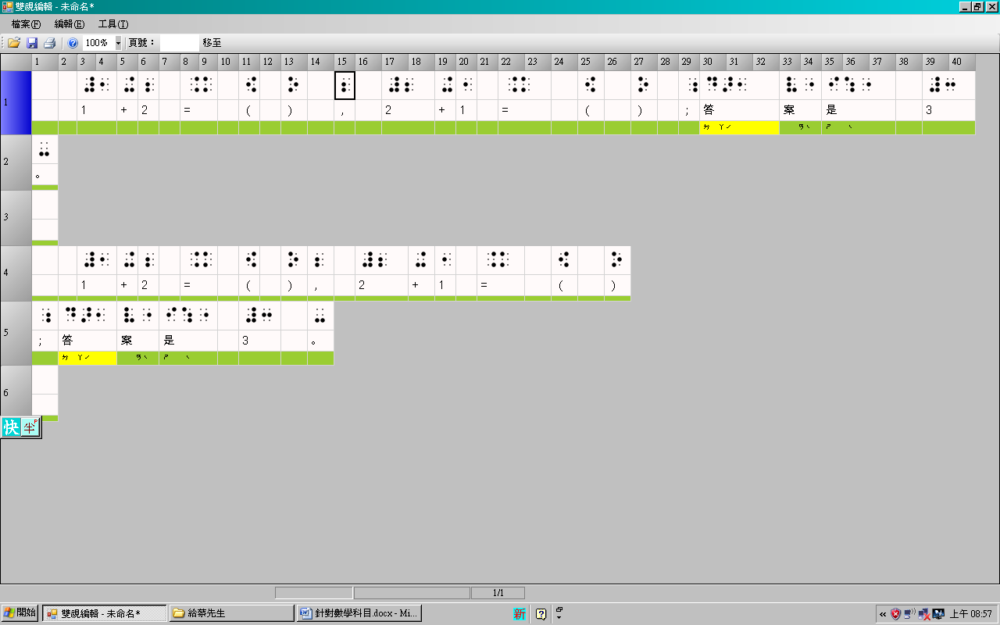 雙視編輯 - 未命名*
檔案(F) 編輯(E) 工具(T)
100% 頁號： 移至
1 2 3 4 5 6 7 8 9 10 11 12 13 14 15 16 17 18 19 20 21 22 23 24 25 26 27 28 29 30 31 32 33 34 35 36 37 38 39 40
1
1 + 2 = ( ) , 2 + 1 = ( ) ; 答 案 是 3
ㄉ ㄚˊ ㄢˋ ㄕ ˋ
2
。
3
4
1 + 2 = ( ) , 2 + 1 = ( )
5
; 答 案 是 3 。
ㄉ ㄚˊ ㄢˋ ㄕ ˋ
6
快 半 P
1/1
開始 雙視編輯 - 未命名* 給蔡先生 針對數學科目.docx - Mi... 新 « 上午 08:57